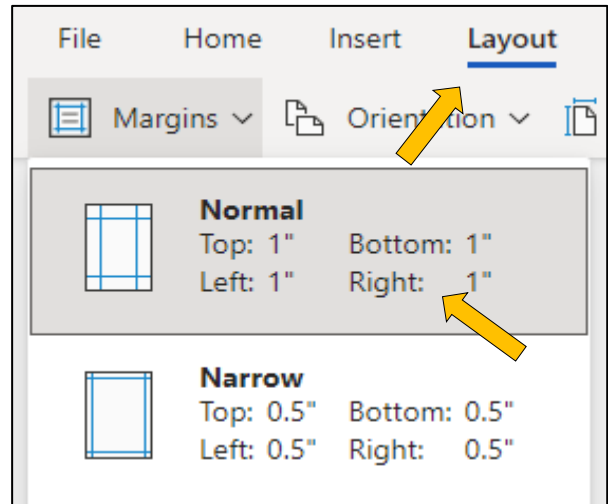 File Home Insert Layout
Margins Orientation
Normal
Top: 1" Bottom: 1"
Left: 1" Right: 1"
Narrow
Top: 0.5" Bottom: 0.5"
Left: 0.5" Right: 0.5"